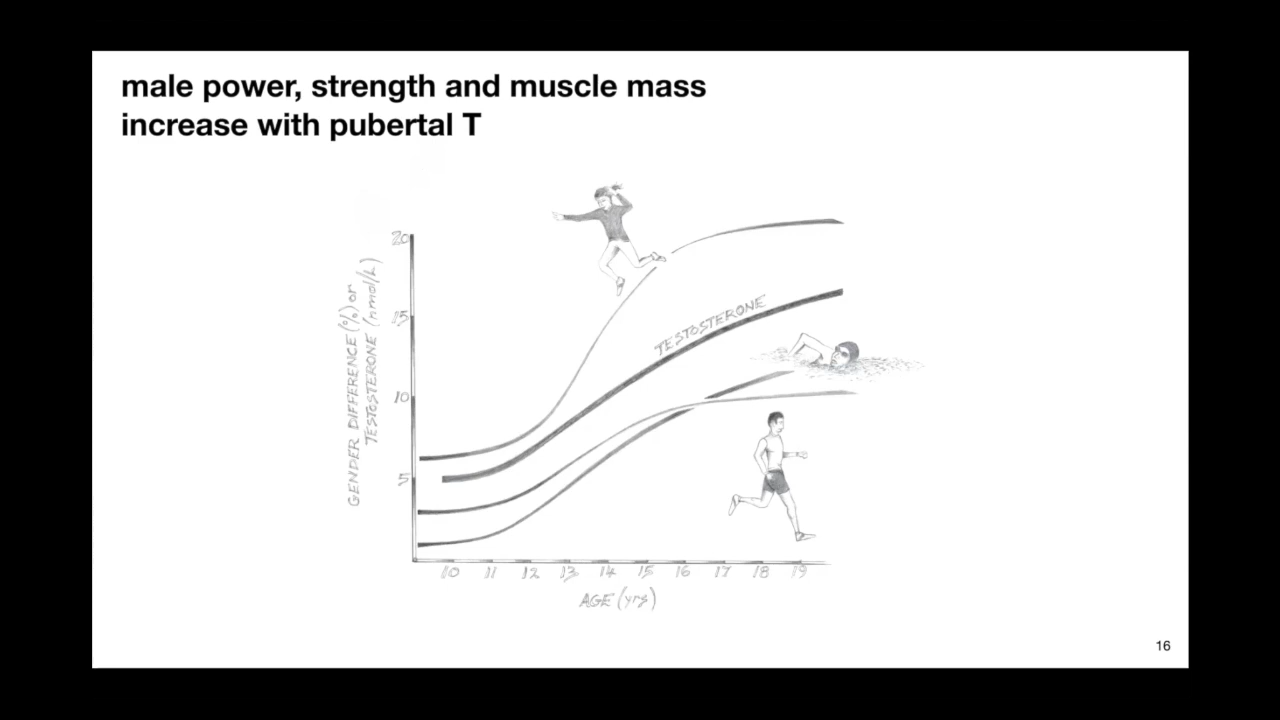 male power, strength and muscle mass
increase with pubertal T
20
15
10
5
GENDER DIFFERENCE (%) or
TESTOSTERONE (nmol/L)
TESTOSTERONE
10 11 12 13 14 15 16 17 18 19
AGE (yrs)
16